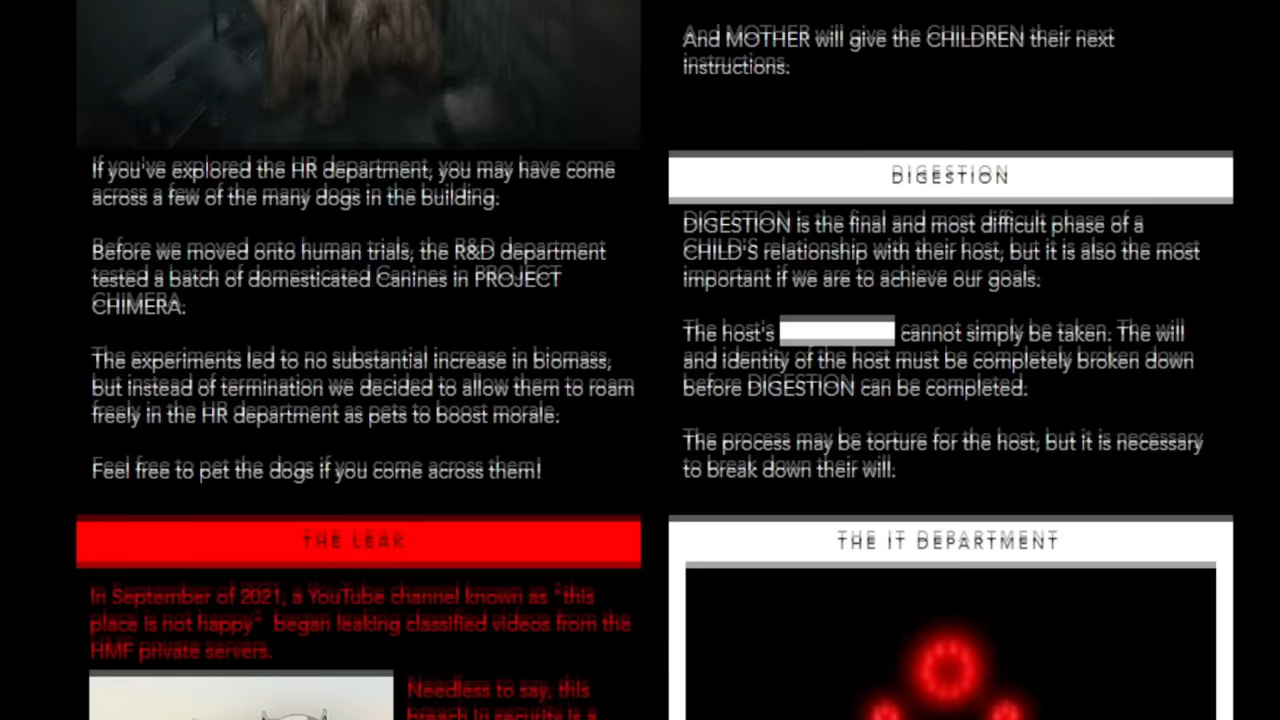 If you've explored the HR department, you may have come
across a few of the many dogs in the building.
Before we moved onto human trials, the R&D department
tested a batch of domesticated Canines in PROJECT
CHIMERA.
The experiments led to no substantial increase in biomass,
but instead of termination we decided to allow them to roam
freely in the HR department as pets to boost morale.
Feel free to pet the dogs if you come across them!
THE LEAK
In September of 2021, a YouTube channel known as "this
place is not happy" began leaking classified videos from the
HMF private servers.
Needless to say, this
breach in security is a
And MOTHER will give the CHILDREN their next
instructions.
DIGESTION
DIGESTION is the final and most difficult phase of a
CHILD'S relationship with their host, but it is also the most
important if we are to achieve our goals.
The host's cannot simply be taken. The will
and identity of the host must be completely broken down
before DIGESTION can be completed.
The process may be torture for the host, but it is necessary
to break down their will.
THE IT DEPARTMENT